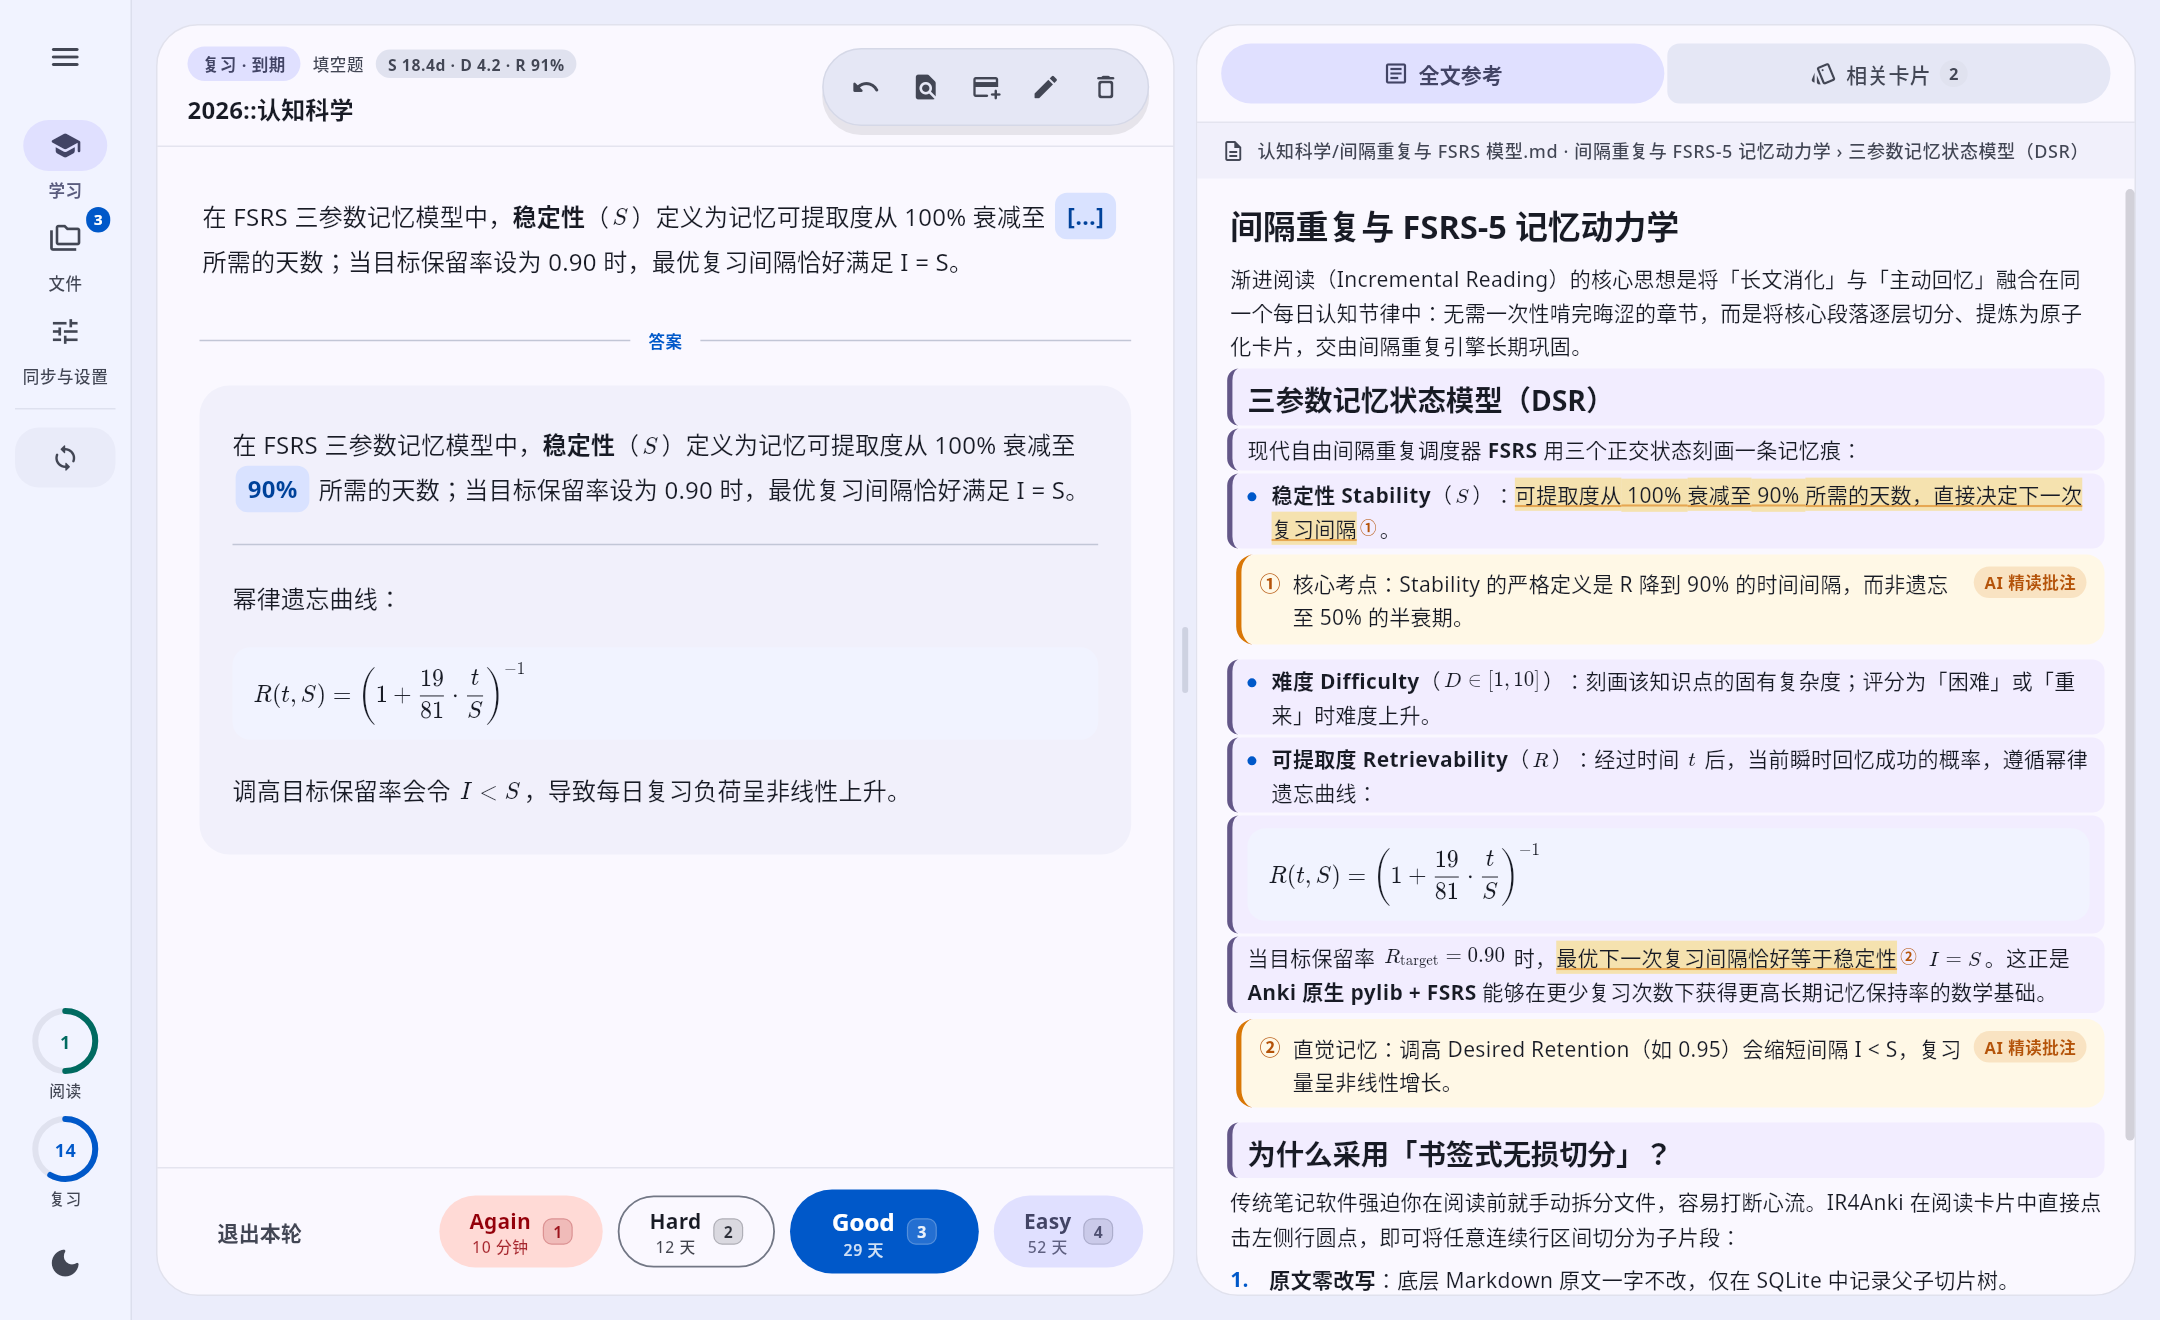 学习
3
文件
同步与设置
1
阅读
14
复习
复习 · 到期 填空题 S 18.4d · D 4.2 · R 91%
2026::认知科学
在 FSRS 三参数记忆模型中，稳定性（S）定义为记忆可提取度从 100% 衰减至 [...]
所需的天数；当目标保留率设为 0.90 时，最优复习间隔恰好满足 I = S。
答案
在 FSRS 三参数记忆模型中，稳定性（S）定义为记忆可提取度从 100% 衰减至
90% 所需的天数；当目标保留率设为 0.90 时，最优复习间隔恰好满足 I = S。
幂律遗忘曲线：
R(t, S) = (1 + 19/81 · t/S)^−1
调高目标保留率会令 I < S，导致每日复习负荷呈非线性上升。
退出本轮
Again 1
10 分钟
Hard 2
12 天
Good 3
29 天
Easy 4
52 天
全文参考
相关卡片 2
认知科学/间隔重复与 FSRS 模型.md · 间隔重复与 FSRS-5 记忆动力学 › 三参数记忆状态模型（DSR）
间隔重复与 FSRS-5 记忆动力学
渐进阅读（Incremental Reading）的核心思想是将「长文消化」与「主动回忆」融合在同
一个每日认知节律中：无需一次性啃完晦涩的章节，而是将核心段落逐层切分、提炼为原子
化卡片，交由间隔重复引擎长期巩固。
三参数记忆状态模型（DSR）
现代自由间隔重复调度器 FSRS 用三个正交状态刻画一条记忆痕：
稳定性 Stability（S）：可提取度从 100% 衰减至 90% 所需的天数，直接决定下一次
复习间隔①。
① 核心考点：Stability 的严格定义是 R 降到 90% 的时间间隔，而非遗忘 AI 精读批注
至 50% 的半衰期。
难度 Difficulty（D ∈ [1, 10]）：刻画该知识点的固有复杂度；评分为「困难」或「重
来」时难度上升。
可提取度 Retrievability（R）：经过时间 t 后，当前瞬时回忆成功的概率，遵循幂律
遗忘曲线：
R(t, S) = (1 + 19/81 · t/S)^−1
当目标保留率 R_target = 0.90 时，最优下一次复习间隔恰好等于稳定性② I = S。这正是
Anki 原生 pylib + FSRS 能够在更少复习次数下获得更高长期记忆保持率的数学基础。
② 直觉记忆：调高 Desired Retention（如 0.95）会缩短间隔 I < S，复习 AI 精读批注
量呈非线性增长。
为什么采用「书签式无损切分」？
传统笔记软件强迫你在阅读前就手动拆分文件，容易打断心流。IR4Anki 在阅读卡片中直接点
击左侧行圆点，即可将任意连续行区间切分为子片段：
1. 原文零改写：底层 Markdown 原文一字不改，仅在 SQLite 中记录父子切片树。